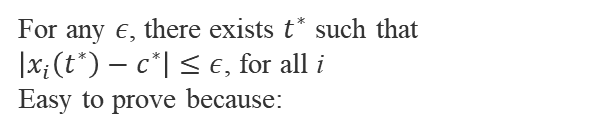 For any ϵ, there exists t* such that
|xᵢ(t*) − c*| ≤ ϵ, for all i
Easy to prove because: